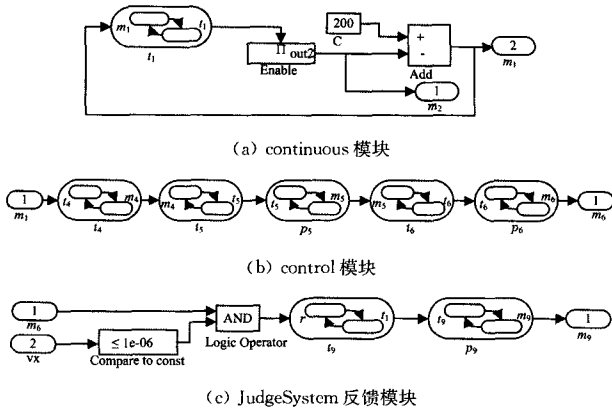 m₁ t₁
t₁
Π out2
Enable
200
C
+
-
Add
2
m₁
1
m₂
(a) continuous 模块
1
m₁
t₄ m₄
t₄
m₄ t₅
t₅
t₅ m₅
p₅
m₅ t₆
t₆
t₆ m₆
p₆
1
m₆
(b) control 模块
1
m₆
2
vx
≤ 1e-06
Compare to const
AND
Logic Operator
r t₁
t₉
t₉ m₉
p₉
1
m₉
(c) JudgeSystem 反馈模块